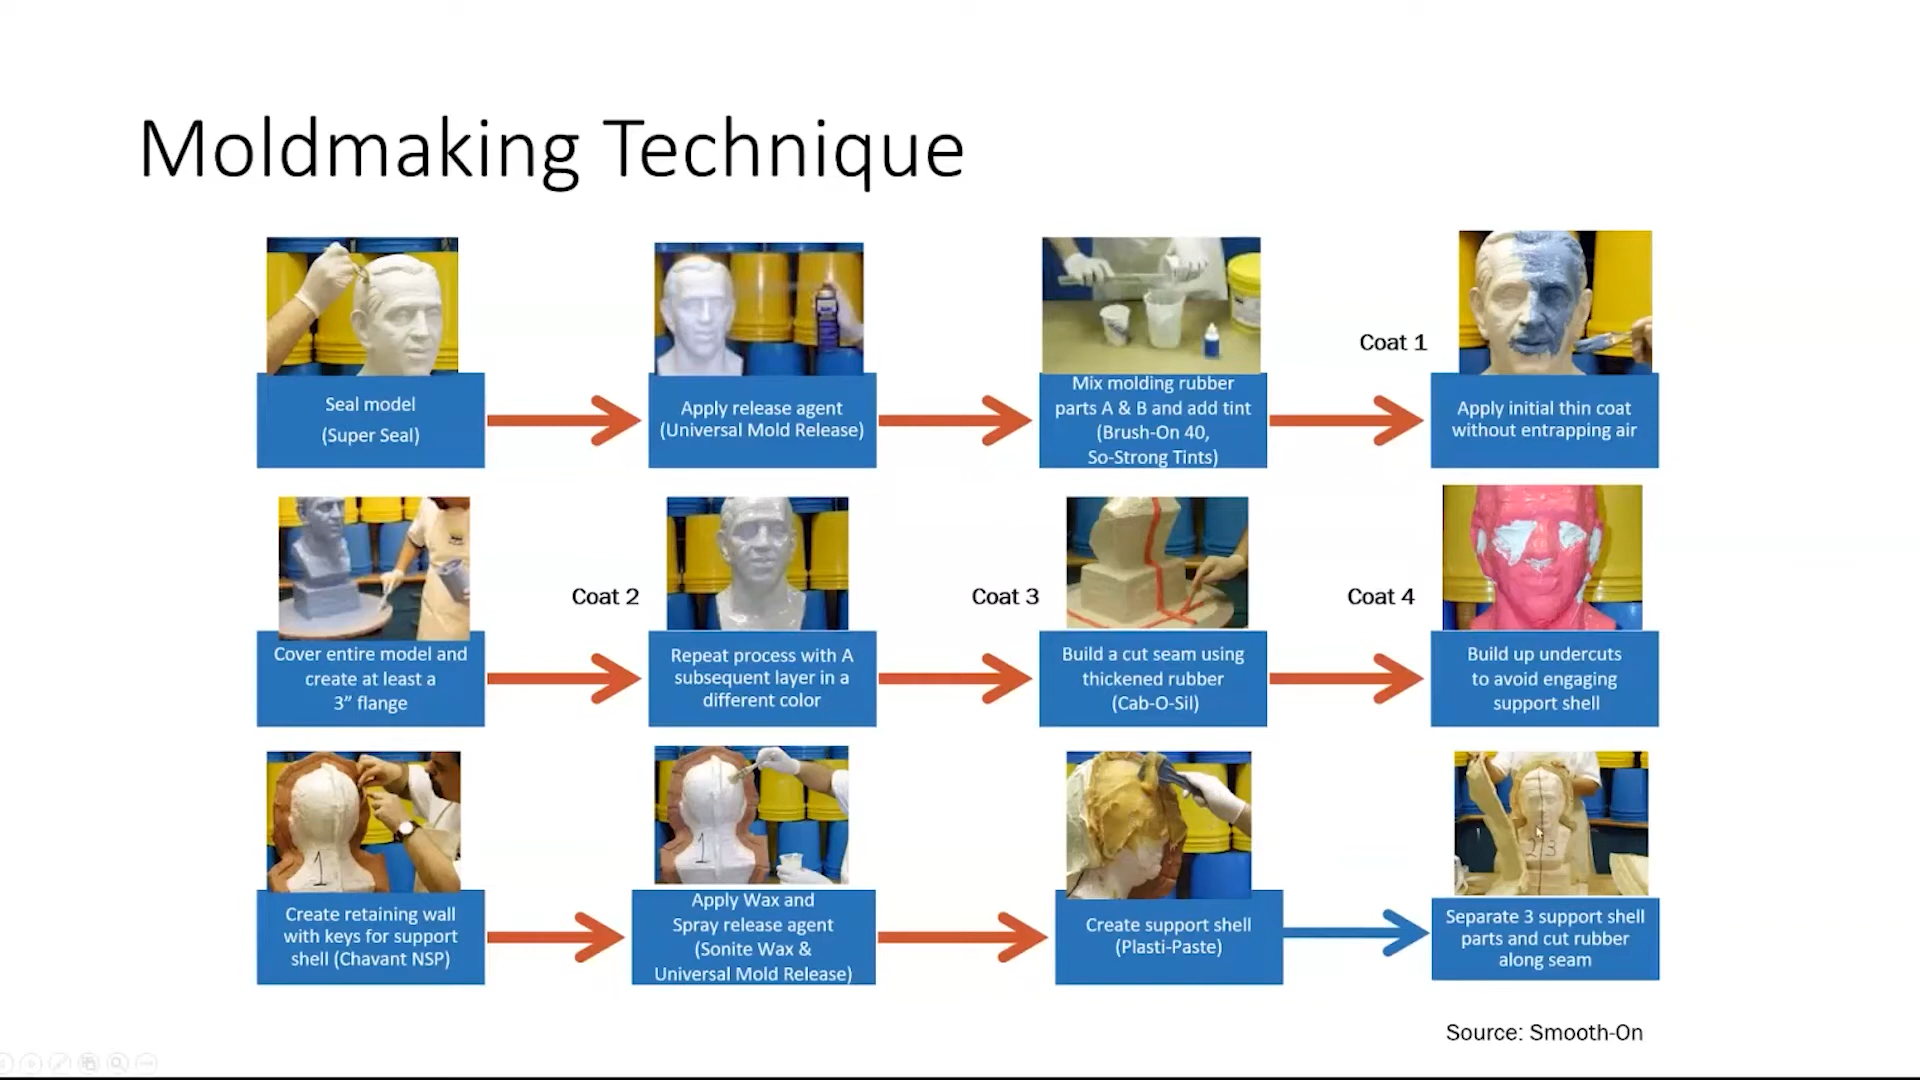 Moldmaking Technique
Seal model
(Super Seal)
Apply release agent
(Universal Mold Release)
Mix molding rubber
parts A & B and add tint
(Brush-On 40,
So-Strong Tints)
Coat 1
Apply initial thin coat
without entrapping air
Cover entire model and
create at least a
3” flange
Coat 2
Repeat process with A
subsequent layer in a
different color
Coat 3
Build a cut seam using
thickened rubber
(Cab-O-Sil)
Coat 4
Build up undercuts
to avoid engaging
support shell
1
Create retaining wall
with keys for support
shell (Chavant NSP)
1
Apply Wax and
Spray release agent
(Sonite Wax &
Universal Mold Release)
Create support shell
(Plasti-Paste)
2 3
Separate 3 support shell
parts and cut rubber
along seam
Source: Smooth-On